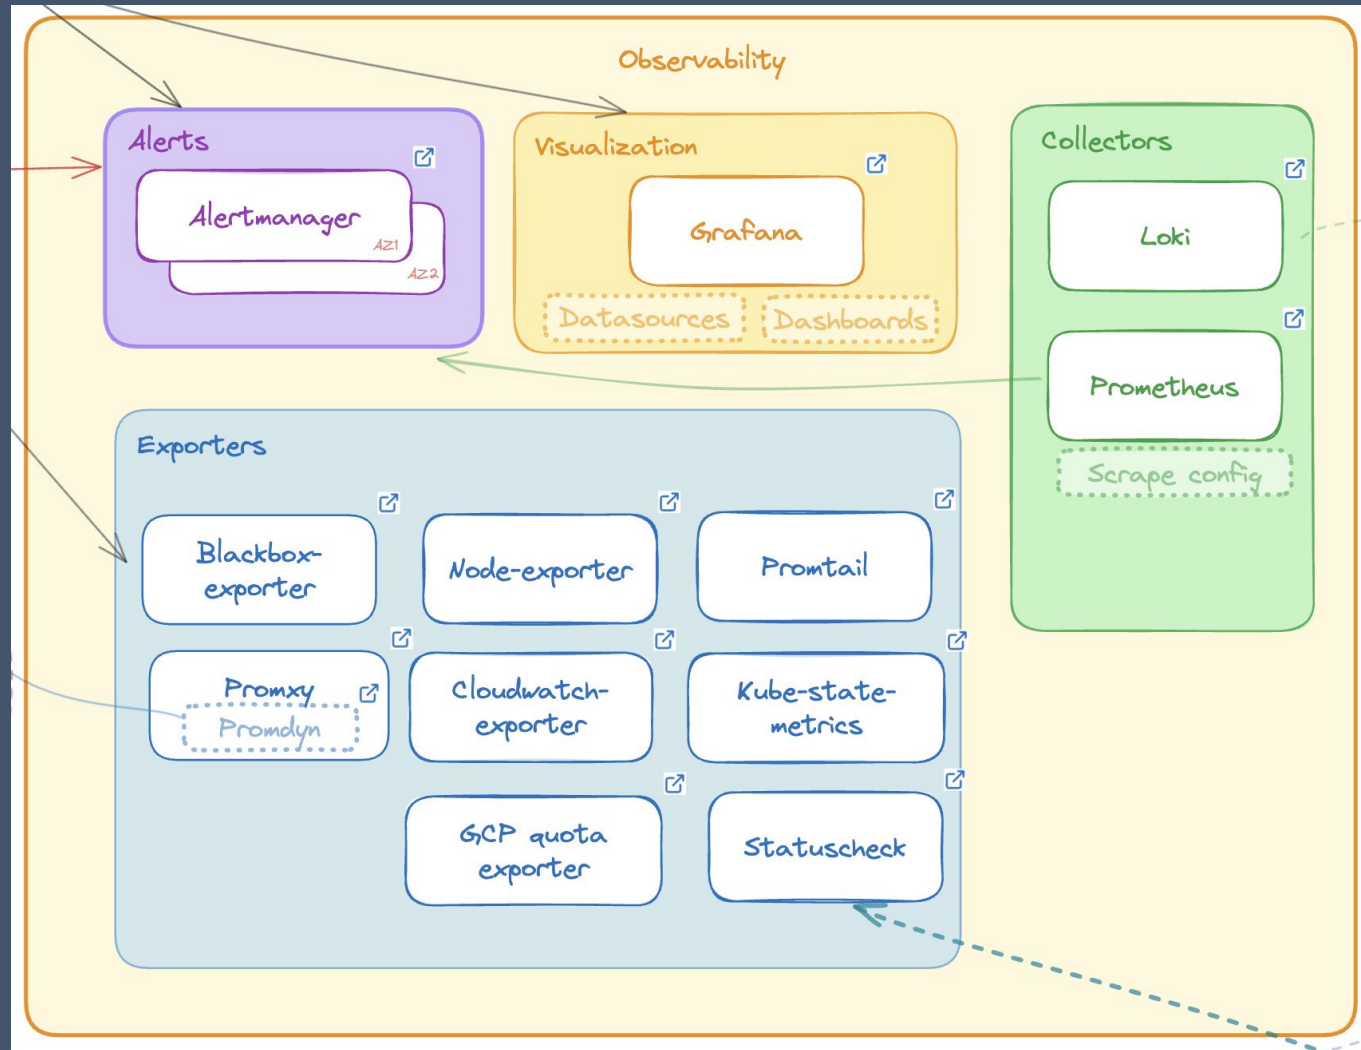 Observability
Alerts
Alertmanager
AZ1
AZ2
Visualization
Grafana
Datasources
Dashboards
Collectors
Loki
Prometheus
Scrape config
Exporters
Blackbox-
exporter
Node-exporter
Promtail
Promxy
Promdyn
Cloudwatch-
exporter
Kube-state-
metrics
GCP quota
exporter
Statuscheck